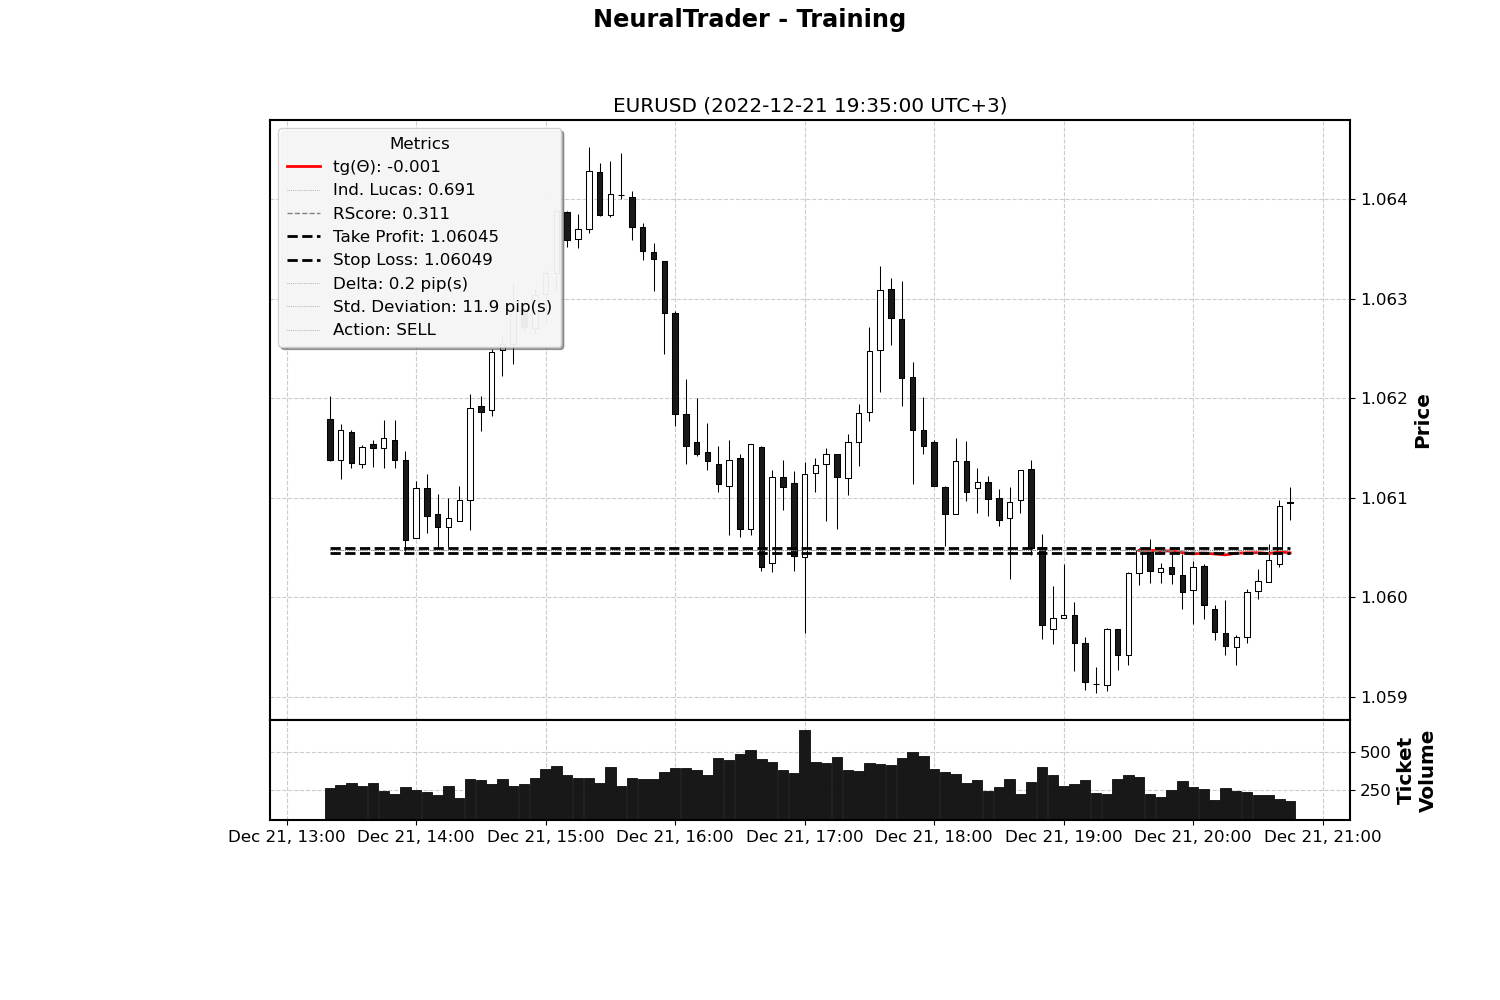 NeuralTrader - Training
EURUSD (2022-12-21 19:35:00 UTC+3)
Metrics
tg(Θ): -0.001
Ind. Lucas: 0.691
RScore: 0.311
Take Profit: 1.06045
Stop Loss: 1.06049
Delta: 0.2 pip(s)
Std. Deviation: 11.9 pip(s)
Action: SELL
1.064
1.063
1.062
1.061
1.060
1.059
Price
500
250
Ticket
Volume
Dec 21, 13:00
Dec 21, 14:00
Dec 21, 15:00
Dec 21, 16:00
Dec 21, 17:00
Dec 21, 18:00
Dec 21, 19:00
Dec 21, 20:00
Dec 21, 21:00